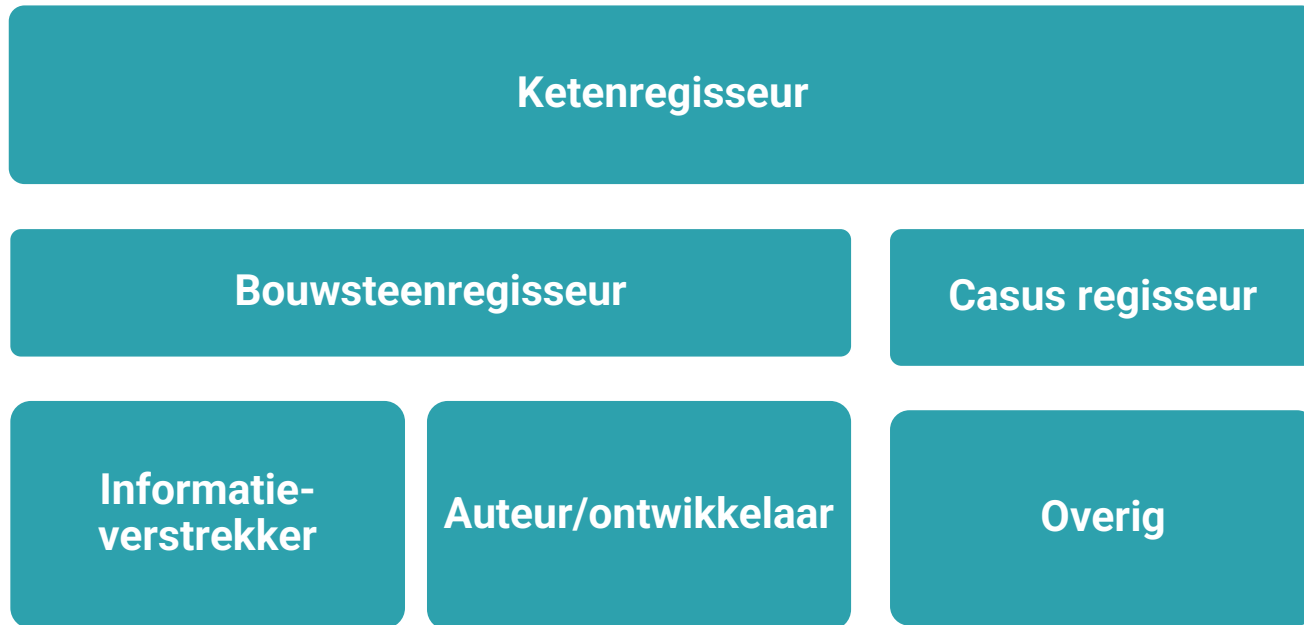 Ketenregisseur
Bouwsteenregisseur
Casus regisseur
Informatie-
verstrekker
Auteur/ontwikkelaar
Overig